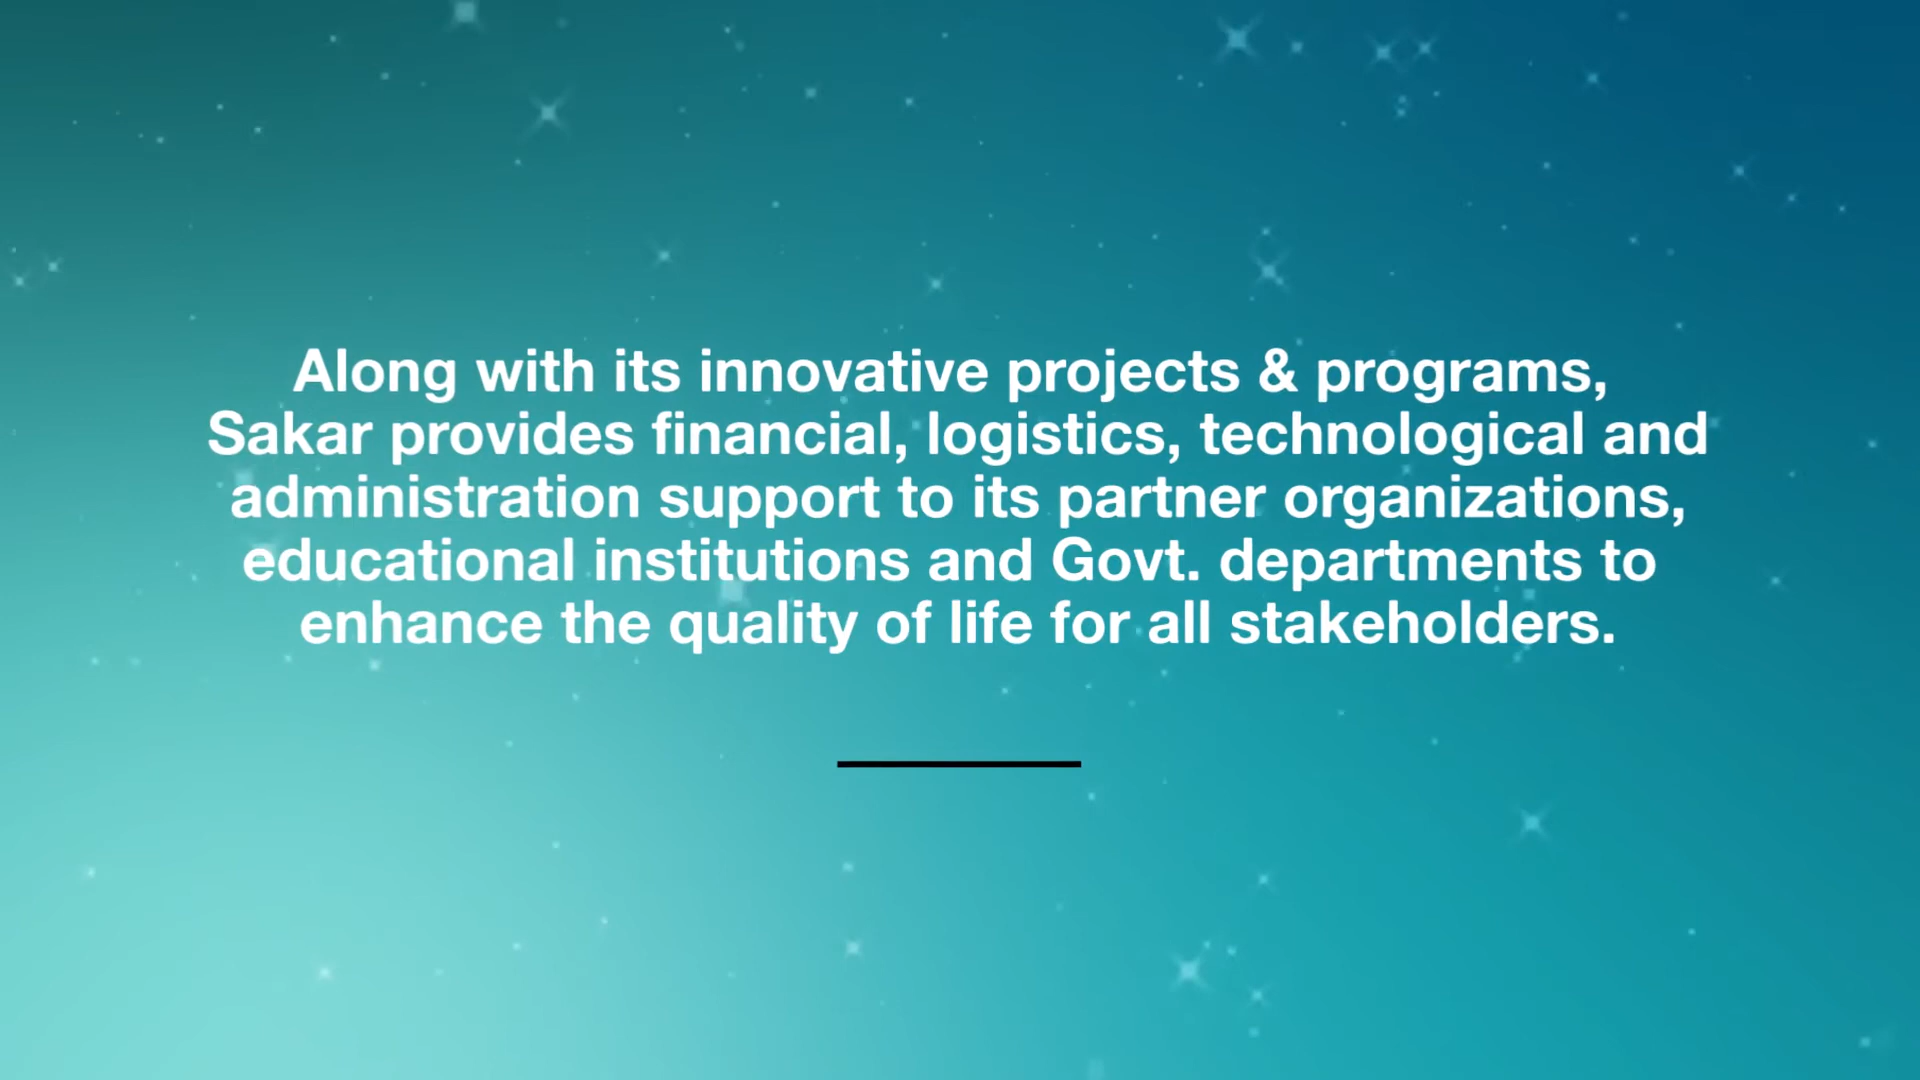 Along with its innovative projects & programs,
Sakar provides financial, logistics, technological and
administration support to its partner organizations,
educational institutions and Govt. departments to
enhance the quality of life for all stakeholders.